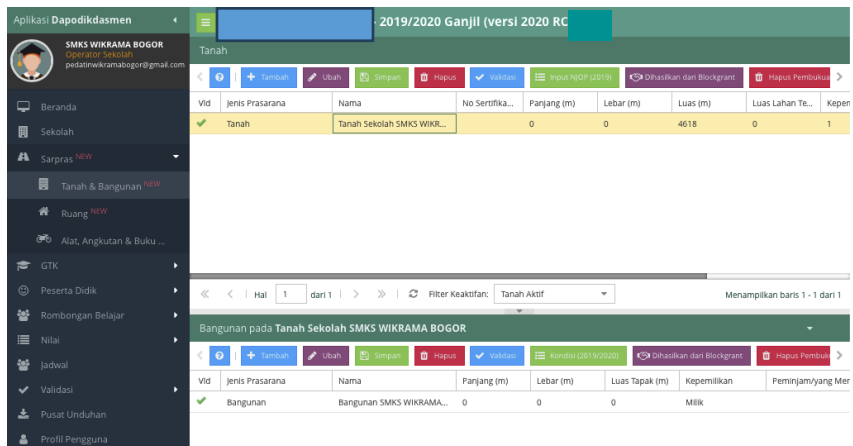 Aplikasi Dapodikdasmen
- 2019/2020 Ganjil (versi 2020 RC
SMKS WIKRAMA BOGOR
Operator Sekolah
pedatinwikramabogor@gmail.com
Beranda
Sekolah
Sarpras NEW
Tanah & Bangunan NEW
Ruang NEW
Alat, Angkutan & Buku ...
GTK
Peserta Didik
Rombongan Belajar
Nilai
Jadwal
Validasi
Pusat Unduhan
Profil Pengguna
Tanah
Tambah Ubah Simpan Hapus Validasi Input NJOP (2019) Dihasilkan dari Blockgrant Hapus Pembukua
Vld Jenis Prasarana Nama No Sertifika... Panjang (m) Lebar (m) Luas (m) Luas Lahan Te... Kepem
Tanah Tanah Sekolah SMKS WIKR... 0 0 4618 0 1
Hal 1 dari 1 Filter Keaktifan: Tanah Aktif Menampilkan baris 1 - 1 dari 1
Bangunan pada Tanah Sekolah SMKS WIKRAMA BOGOR
Tambah Ubah Simpan Hapus Validasi Kondisi (2019/2020) Dihasilkan dari Blockgrant Hapus Pembuku
Vld Jenis Prasarana Nama Panjang (m) Lebar (m) Luas Tapak (m) Kepemilikan Peminjam/yang Men
Bangunan Bangunan SMKS WIKRAMA... 0 0 0 Milik